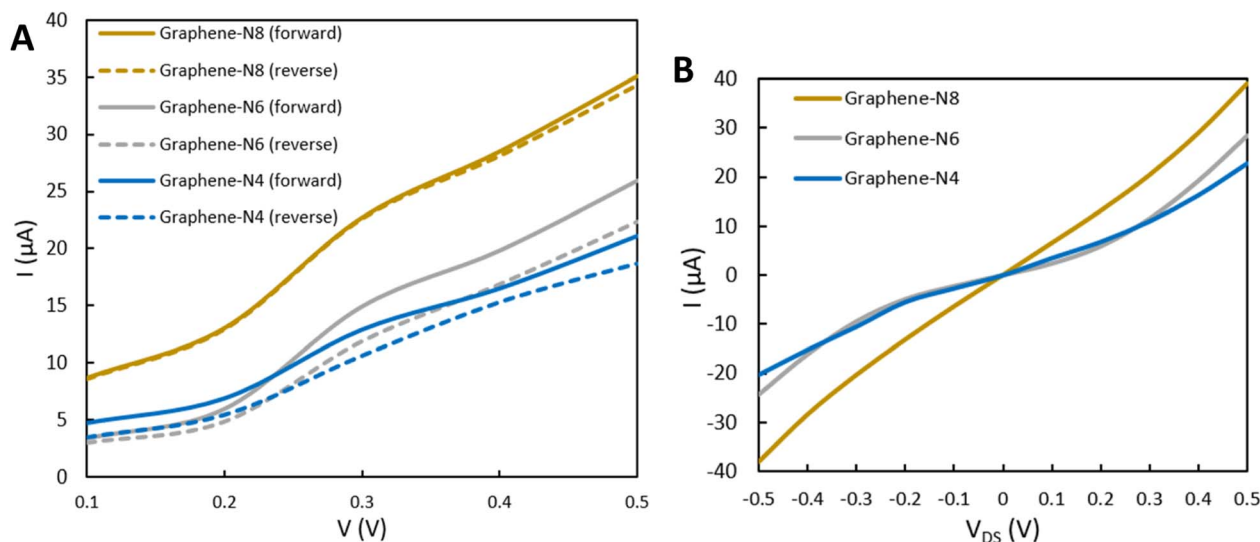 A
40
35
30
25
20
15
10
5
0
I (μA)
Graphene-N8 (forward)
Graphene-N8 (reverse)
Graphene-N6 (forward)
Graphene-N6 (reverse)
Graphene-N4 (forward)
Graphene-N4 (reverse)
0.1 0.2 0.3 0.4 0.5
V (V)
B
40
30
20
10
0
-10
-20
-30
-40
I (μA)
Graphene-N8
Graphene-N6
Graphene-N4
-0.5 -0.4 -0.3 -0.2 -0.1 0 0.1 0.2 0.3 0.4 0.5
VDS (V)